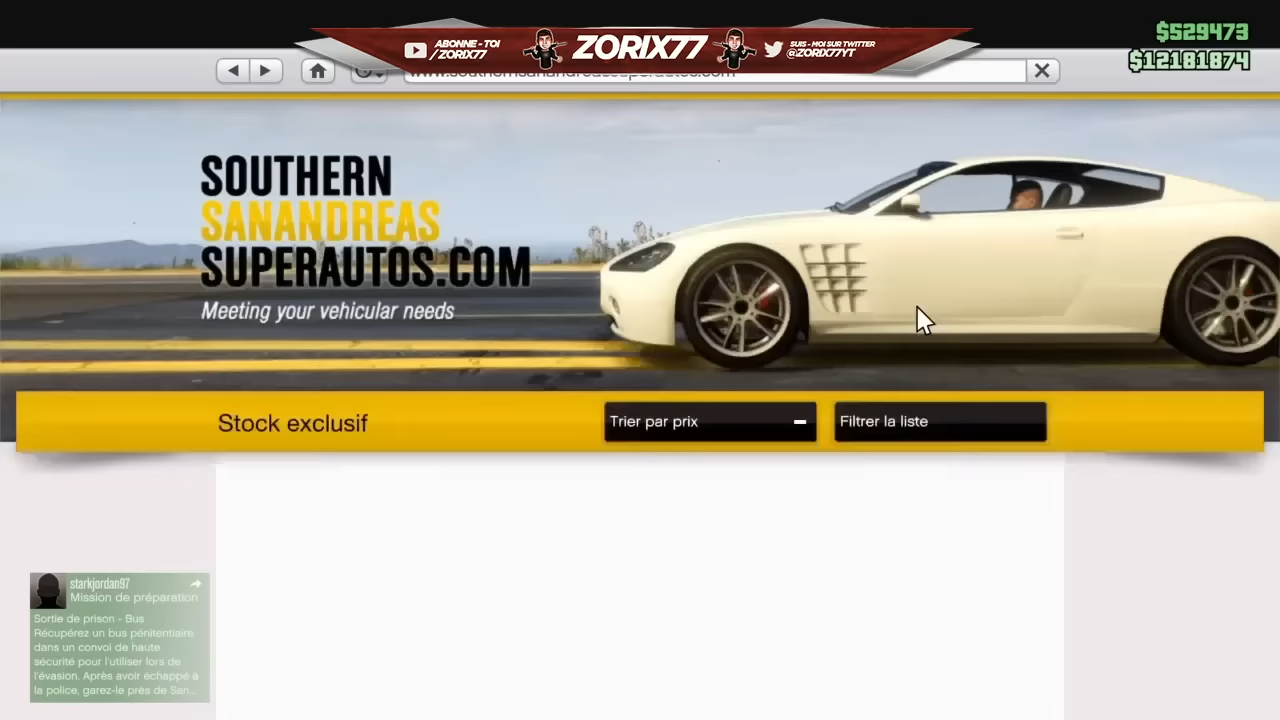 ABONNE - TOI
/ZORIX77
ZORIX77
SUIS - MOI SUR TWITTER
@ZORIX77YT
$529473
$12181874
www.southernsanandreassuperautos.com
SOUTHERN
SANANDREAS
SUPERAUTOS.COM
Meeting your vehicular needs
Stock exclusif
Trier par prix
Filtrer la liste
starkjordan97
Mission de préparation
Sortie de prison - Bus
Récupérez un bus pénitentiaire
dans un convoi de haute
sécurité pour l'utiliser lors de
l'évasion. Après avoir échappé à
la police, garez-le près de San...